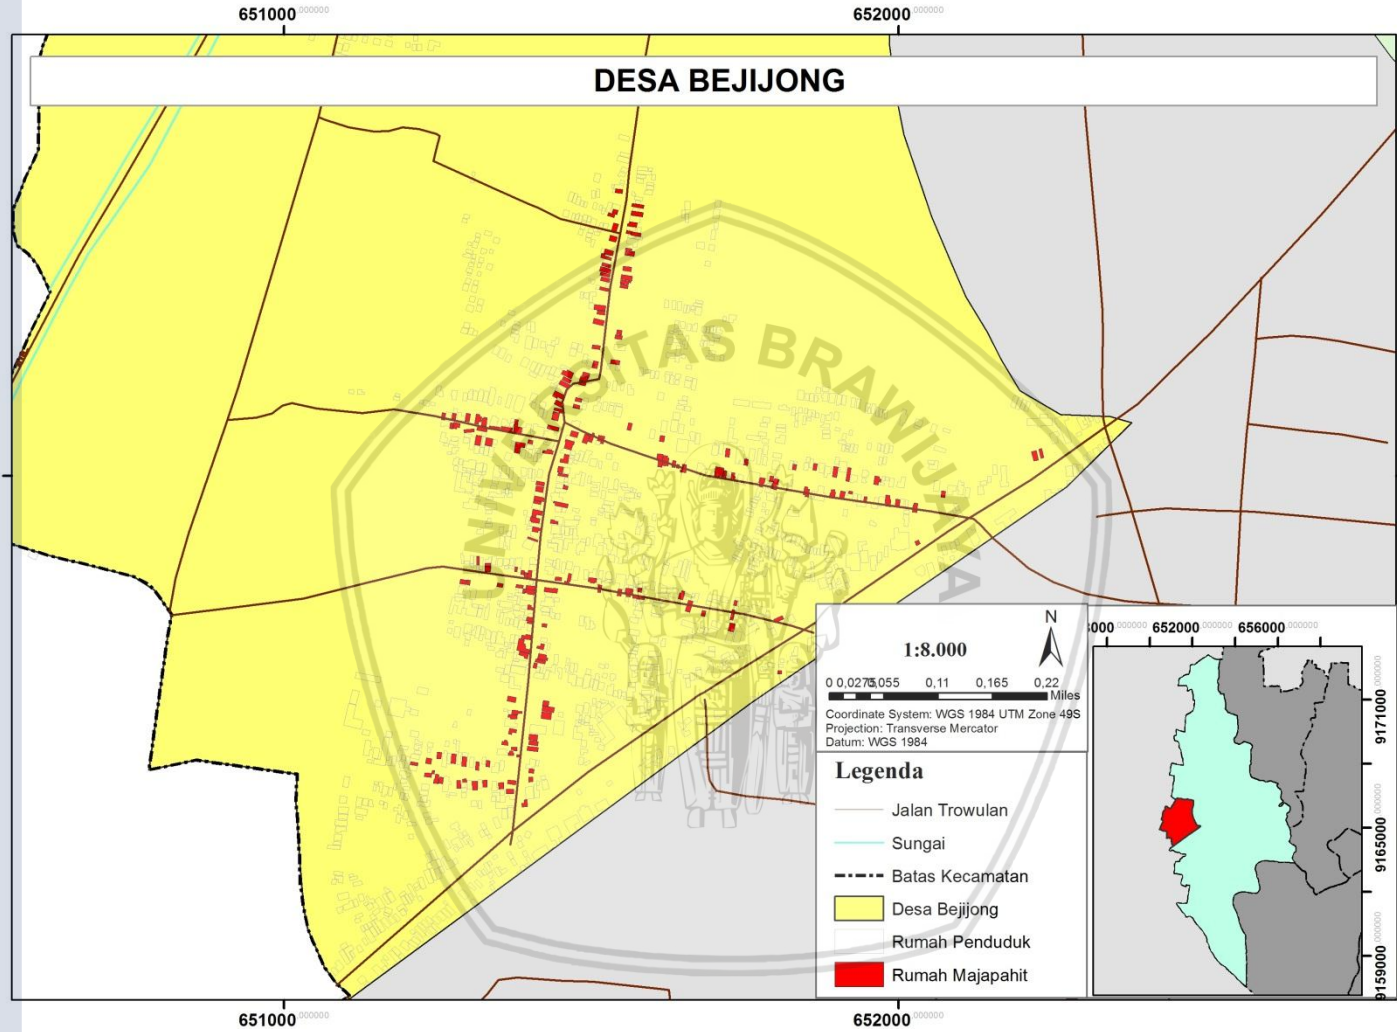 651000 .000000 652000 .000000
DESA BEJIJONG
UNIVERSITAS BRAWIJAYA
N
1:8.000
0 0,0275 0,055 0,11 0,165 0,22
Miles
Coordinate System: WGS 1984 UTM Zone 49S
Projection: Transverse Mercator
Datum: WGS 1984
Legenda
Jalan Trowulan
Sungai
Batas Kecamatan
Desa Bejijong
Rumah Penduduk
Rumah Majapahit
000 .000000 652000 .000000 656000 .000000
9171000 .000000
9165000 .000000
9159000 .000000
651000 .000000 652000 .000000